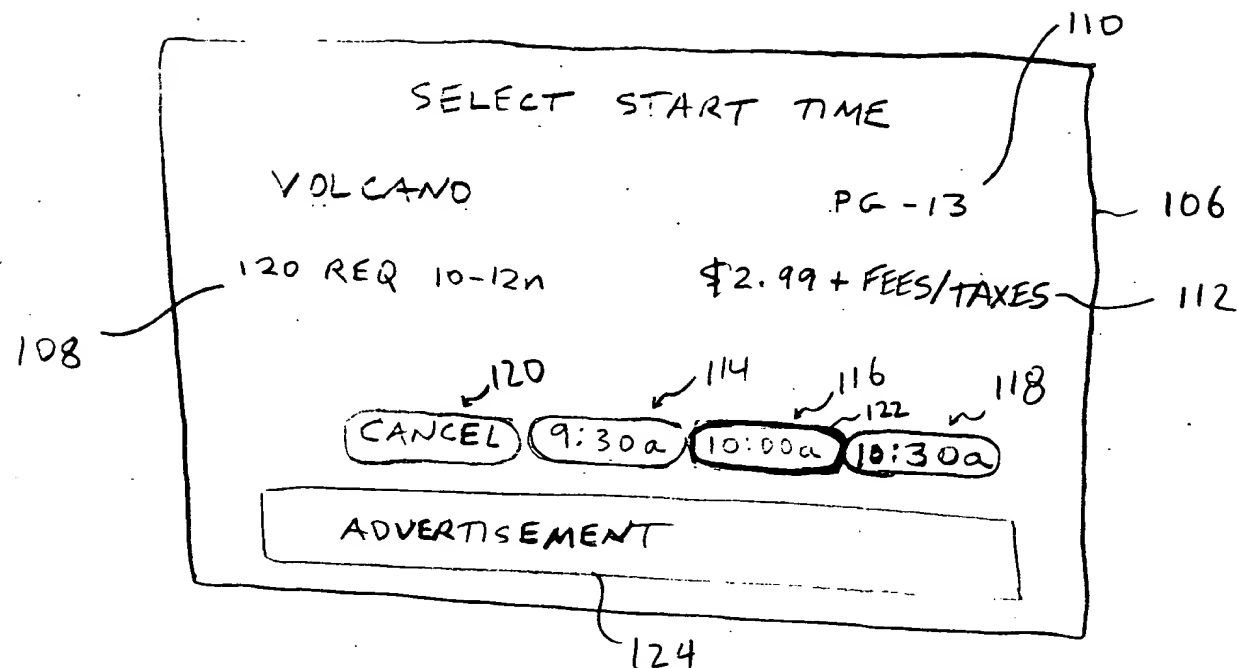 110
SELECT START TIME
VOLCANO PG-13
106
120 REQ 10-12n $2.99 + FEES/TAXES
112
108
120 114 116 118
122
CANCEL 9:30a 10:00a 10:30a
ADVERTISEMENT
124